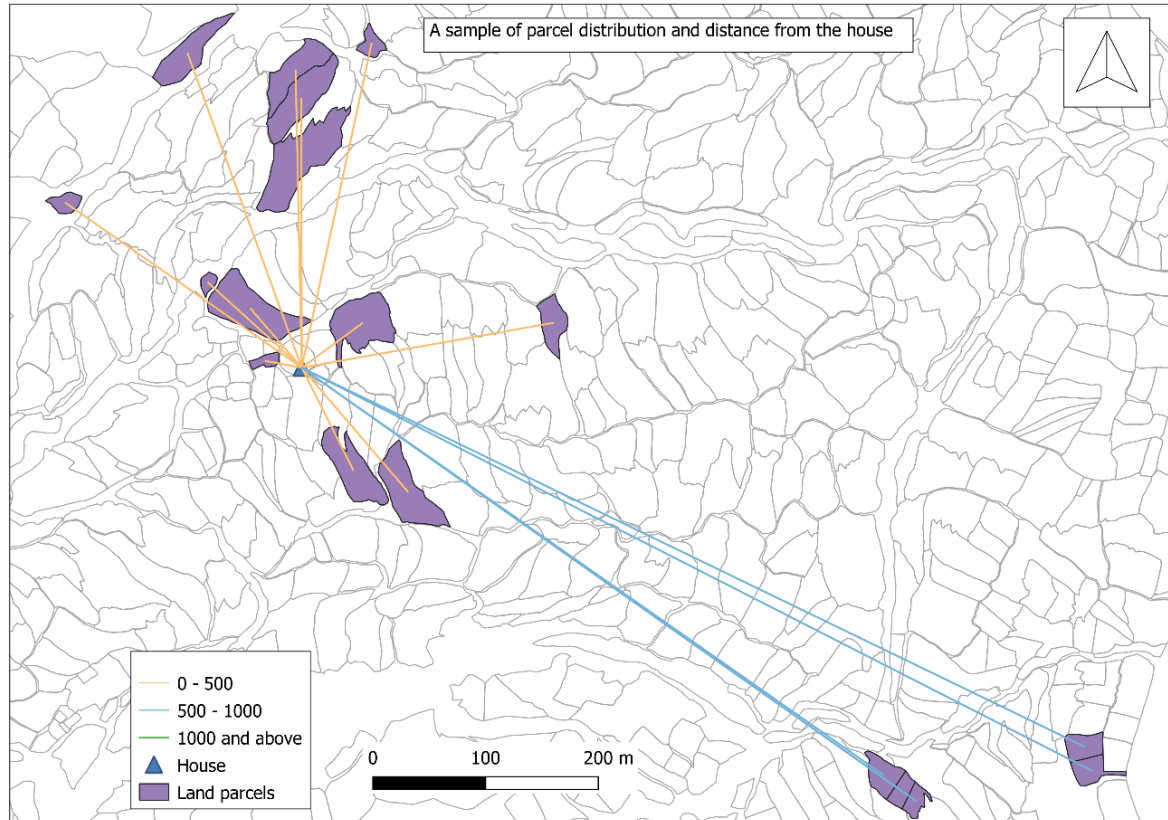 A sample of parcel distribution and distance from the house
0 - 500
500 - 1000
1000 and above
House
Land parcels
0 100 200 m